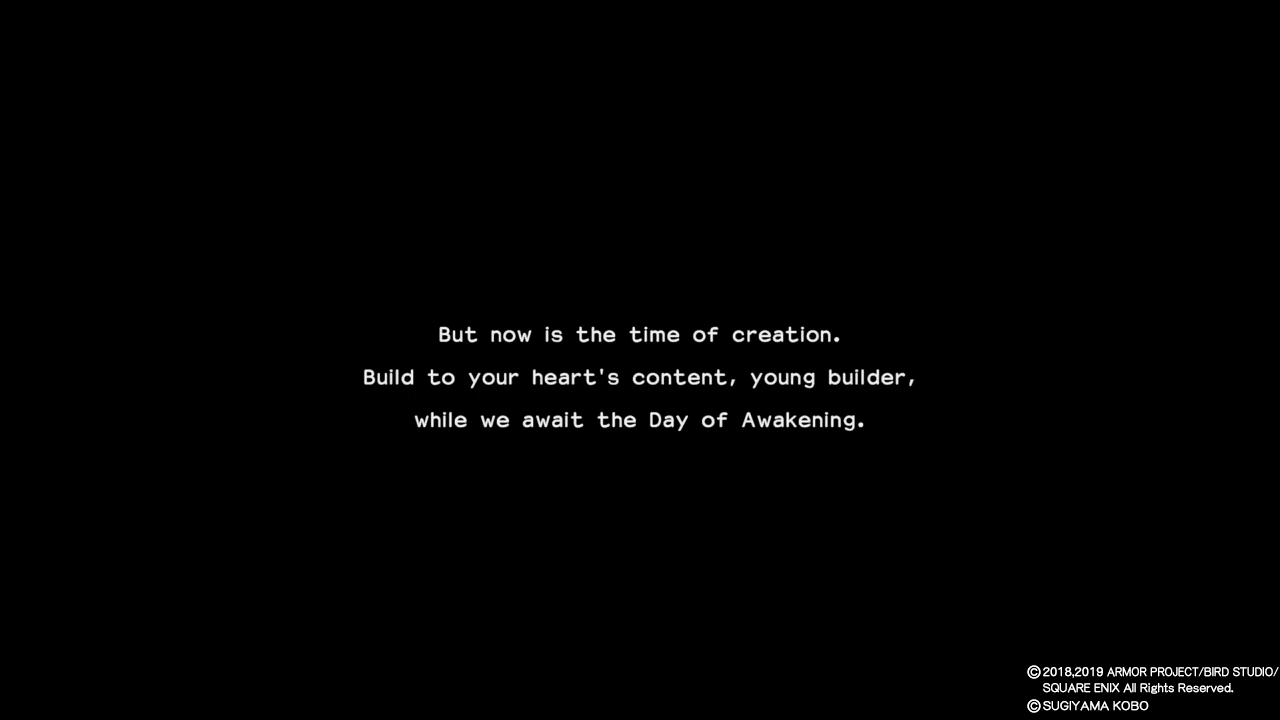 But now is the time of creation.
Build to your heart's content, young builder,
while we await the Day of Awakening.
©2018,2019 ARMOR PROJECT/BIRD STUDIO/
SQUARE ENIX All Rights Reserved.
©SUGIYAMA KOBO